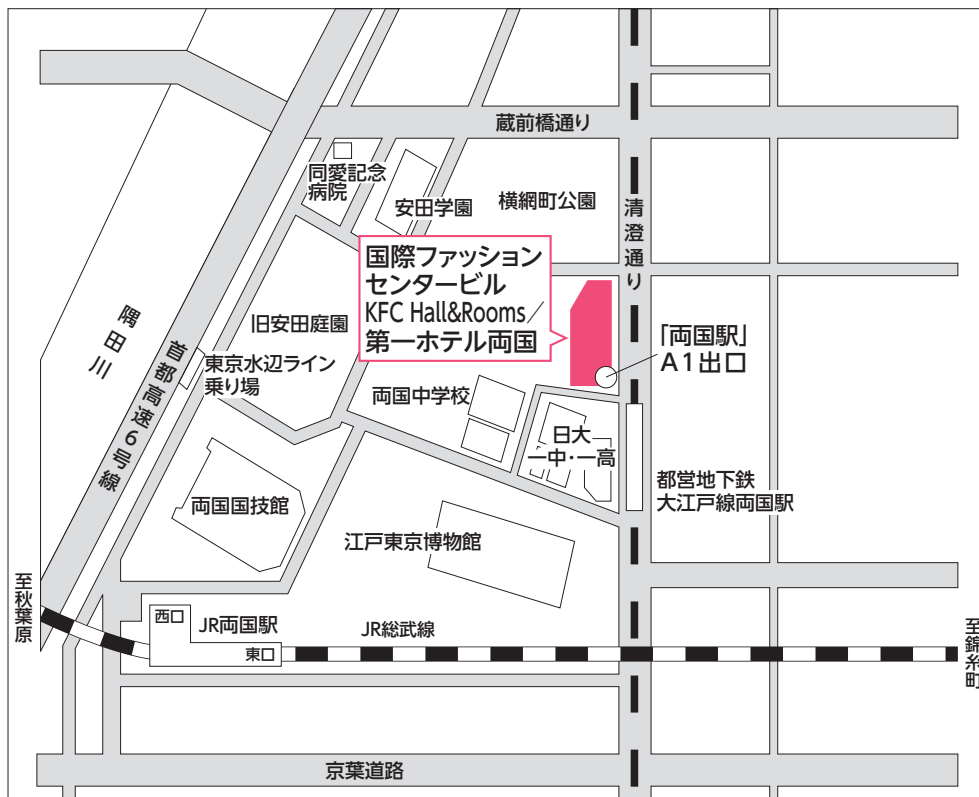 蔵前橋通り
同愛記念
病院
安田学園
横網町公園
清澄通り
国際ファッション
センタービル
KFC Hall&Rooms／
第一ホテル両国
隅田川
首都高速6号線
旧安田庭園
東京水辺ライン
乗り場
「両国駅」
A1出口
両国中学校
日大
一中・一高
両国国技館
都営地下鉄
大江戸線両国駅
江戸東京博物館
至秋葉原
西口
JR両国駅
東口
JR総武線
至錦糸町
京葉道路